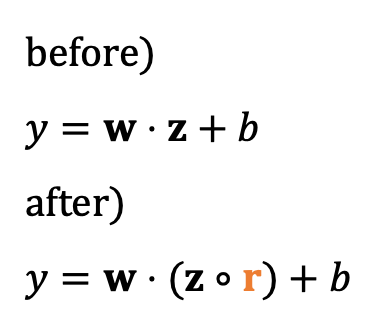 before)
y = w · z + b
after)
y = w · (z ∘ r) + b